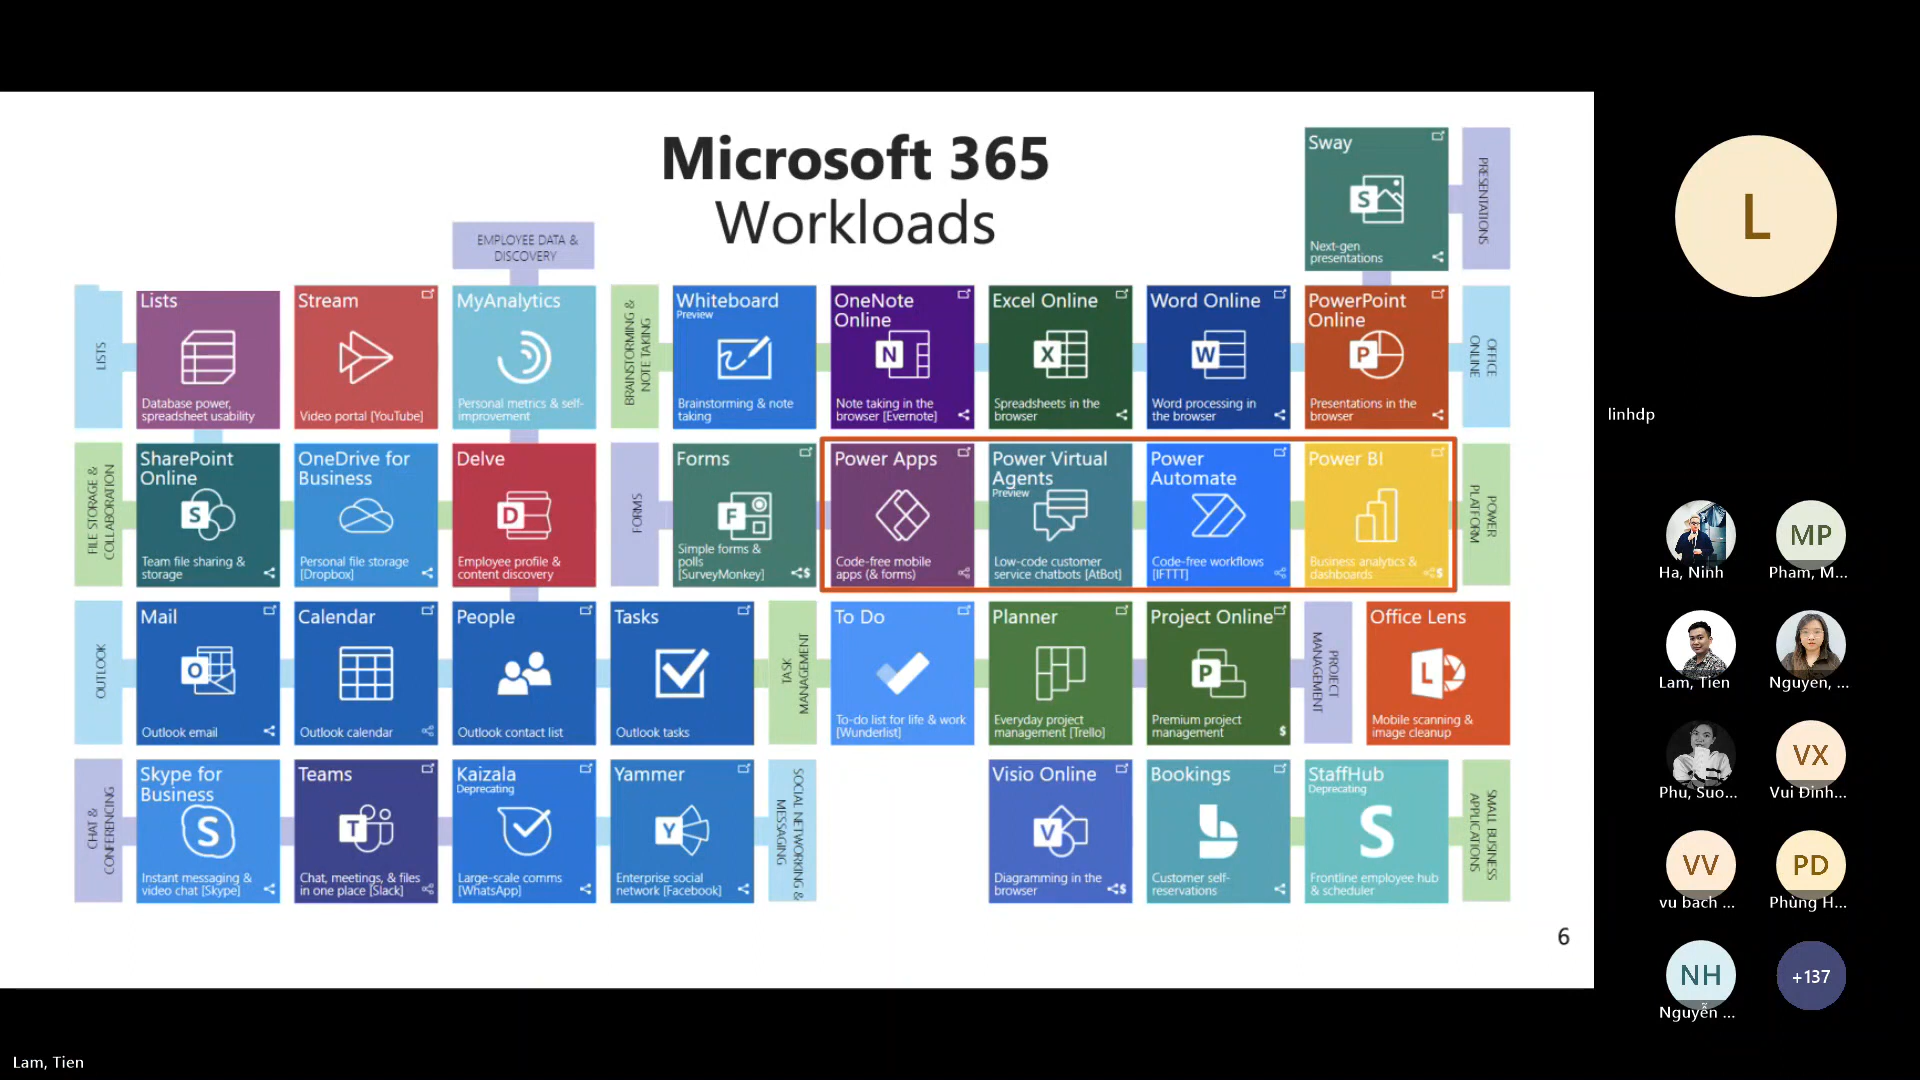 Microsoft 365
Workloads
Sway
Next-gen
presentations
PRESENTATIONS
EMPLOYEE DATA &
DISCOVERY
LISTS
Lists
Database power,
spreadsheet usability
Stream
Video portal [YouTube]
MyAnalytics
Personal metrics & self-
improvement
BRAINSTORMING &
NOTE TAKING
Whiteboard
Preview
Brainstorming & note
taking
OneNote
Online
N
Note taking in the
browser [Evernote]
Excel Online
X
Spreadsheets in the
browser
Word Online
W
Word processing in
the browser
PowerPoint
Online
P
Presentations in the
browser
OFFICE
ONLINE
FILE STORAGE &
COLLABORATION
SharePoint
Online
S
Team file sharing &
storage
OneDrive for
Business
Personal file storage
[Dropbox]
Delve
D
Employee profile &
content discovery
FORMS
Forms
F
Simple forms &
polls
[SurveyMonkey]
$
Power Apps
Code-free mobile
apps (& forms)
Power Virtual
Agents
Preview
Low-code customer
service chatbots [AtBot]
Power
Automate
Code-free workflows
[IFTTT]
Power BI
Business analytics &
dashboards
$
POWER
PLATFORM
OUTLOOK
Mail
O
Outlook email
Calendar
Outlook calendar
People
Outlook contact list
Tasks
Outlook tasks
TASK
MANAGEMENT
To Do
To-do list for life & work
[Wunderlist]
Planner
Everyday project
management [Trello]
Project Online
P
Premium project
management
$
PROJECT
MANAGEMENT
Office Lens
L
Mobile scanning &
image cleanup
CHAT &
CONFERENCING
Skype for
Business
S
Instant messaging &
video chat [Skype]
Teams
T
Chat, meetings, & files
in one place [Slack]
Kaizala
Deprecating
Large-scale comms
[WhatsApp]
Yammer
Y
Enterprise social
network [Facebook]
SOCIAL NETWORKING &
MESSAGING
Visio Online
V
Diagramming in the
browser
$
Bookings
Customer self-
reservations
StaffHub
Deprecating
S
Frontline employee hub
& scheduler
SMALL BUSINESS
APPLICATIONS
6
L
linhdp
Ha, Ninh
MP
Pham, M...
Lam, Tien
Nguyen, ...
Phu, Suo...
VX
Vui Đinh...
VV
vu bach ...
PD
Phùng H...
NH
Nguyễn ...
+137
Lam, Tien